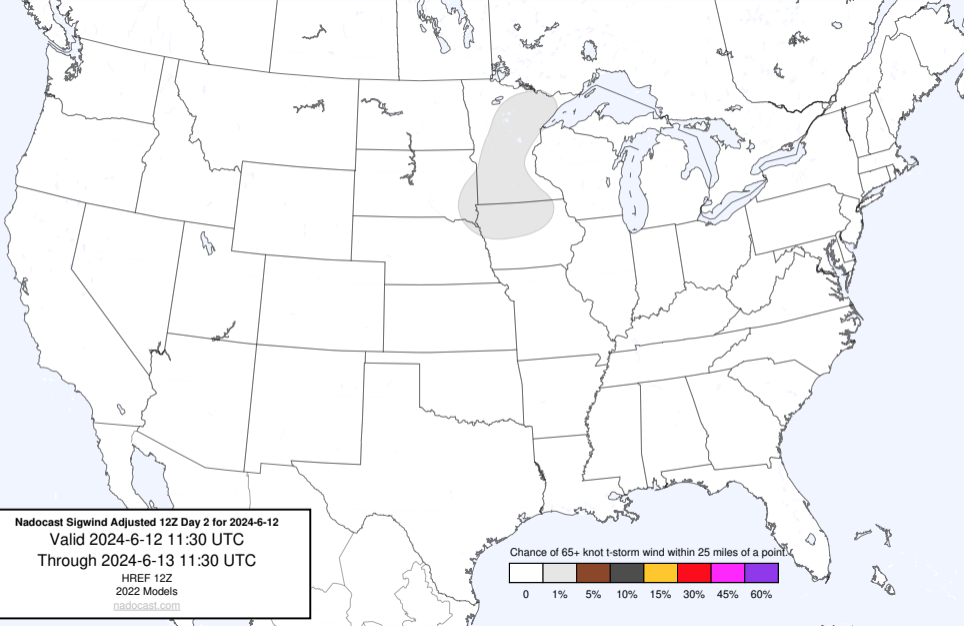 Nadocast Sigwind Adjusted 12Z Day 2 for 2024-6-12
Valid 2024-6-12 11:30 UTC
Through 2024-6-13 11:30 UTC
HREF 12Z
2022 Models
nadocast.com
Chance of 65+ knot t-storm wind within 25 miles of a point.
0 1% 5% 10% 15% 30% 45% 60%